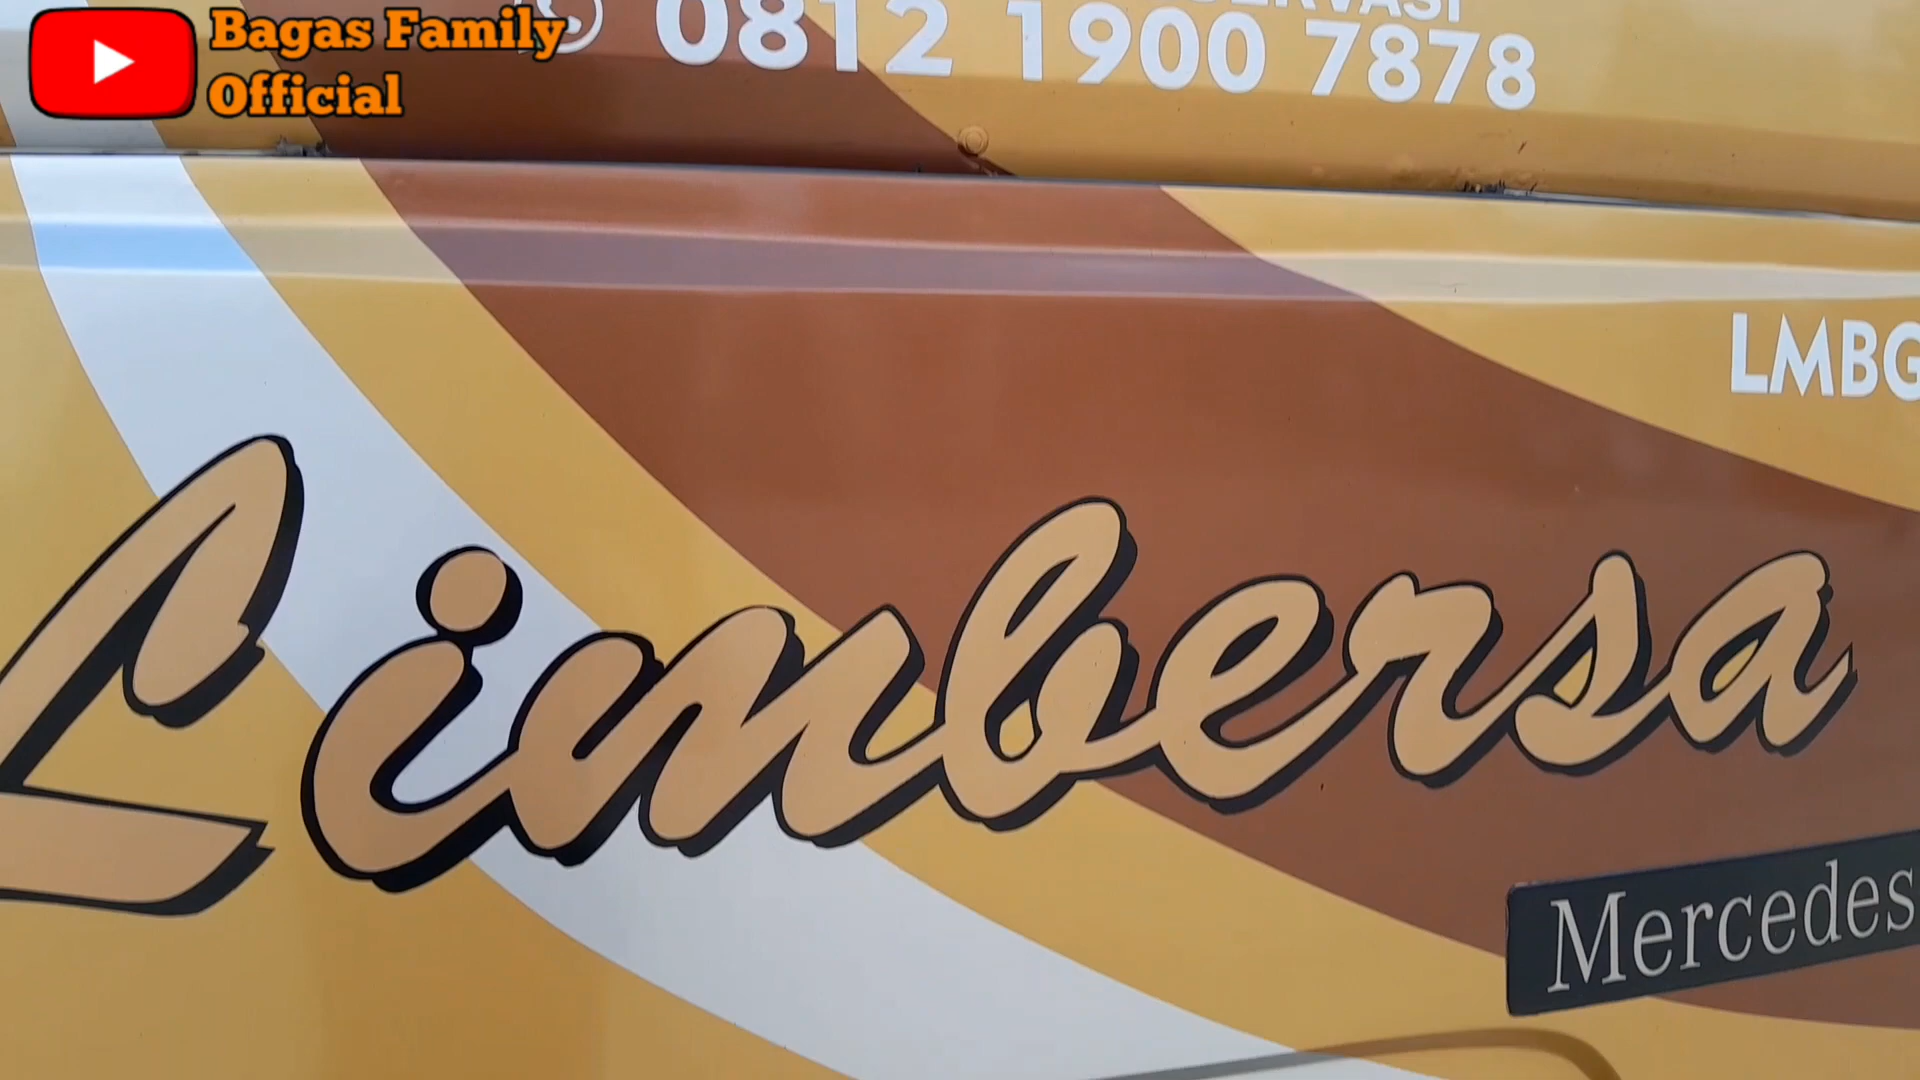 Bagas Family
Official
0812 1900 7878
LMBG
Limbersa
Mercedes